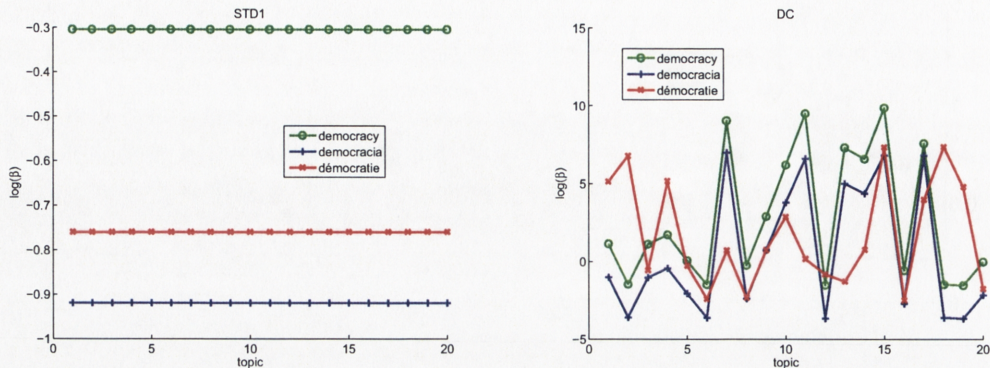 STD1
−0.3
−0.4
−0.5
−0.6
−0.7
−0.8
−0.9
−1
log(β)
democracy
democracia
démocratie
0 5 10 15 20
topic
DC
15
10
5
0
−5
log(β)
democracy
democracia
démocratie
0 5 10 15 20
topic